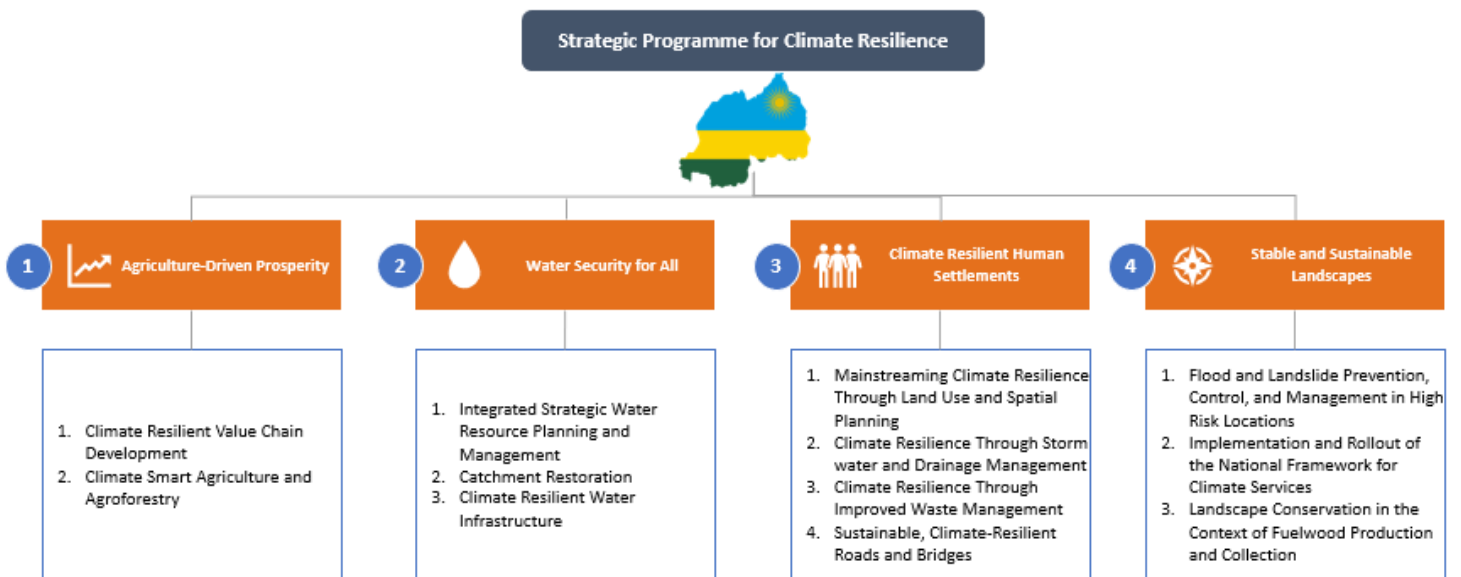 Strategic Programme for Climate Resilience
1
Agriculture-Driven Prosperity
2
Water Security for All
3
Climate Resilient Human
Settlements
4
Stable and Sustainable
Landscapes
1. Climate Resilient Value Chain
Development
2. Climate Smart Agriculture and
Agroforestry
1. Integrated Strategic Water
Resource Planning and
Management
2. Catchment Restoration
3. Climate Resilient Water
Infrastructure
1. Mainstreaming Climate Resilience
Through Land Use and Spatial
Planning
2. Climate Resilience Through Storm
water and Drainage Management
3. Climate Resilience Through
Improved Waste Management
4. Sustainable, Climate-Resilient
Roads and Bridges
1. Flood and Landslide Prevention,
Control, and Management in High
Risk Locations
2. Implementation and Rollout of
the National Framework for
Climate Services
3. Landscape Conservation in the
Context of Fuelwood Production
and Collection